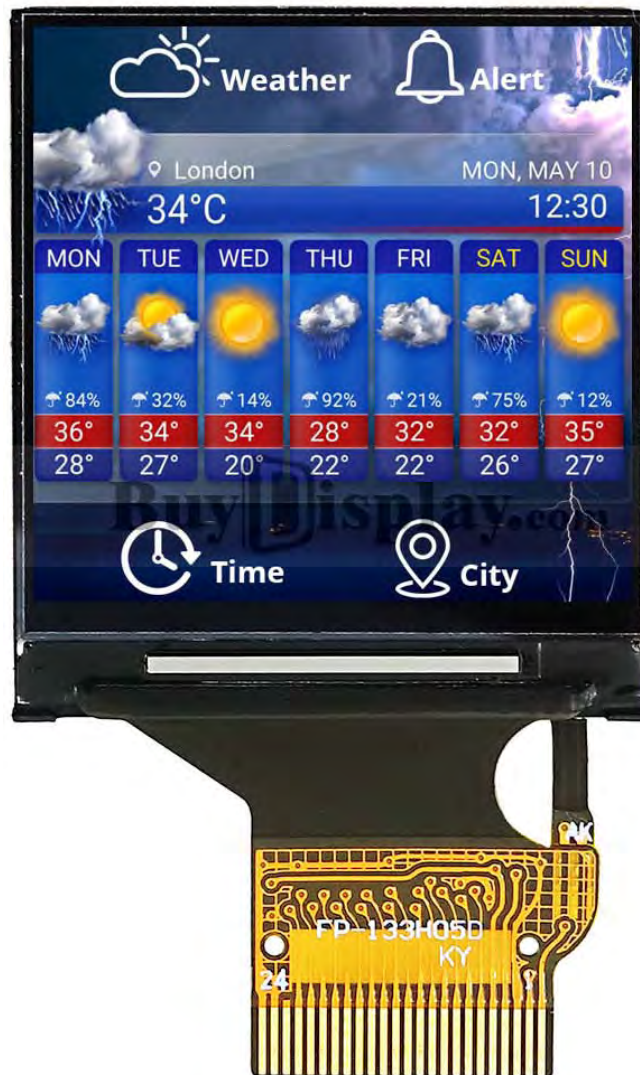 Weather Alert
London MON, MAY 10
34°C 12:30
MON TUE WED THU FRI SAT SUN
84% 32% 14% 92% 21% 75% 12%
36° 34° 34° 28° 32° 32° 35°
28° 27° 20° 22° 22° 26° 27°
BuyDisplay.com
Time City
AK
FP-133H05D
KY
24 1